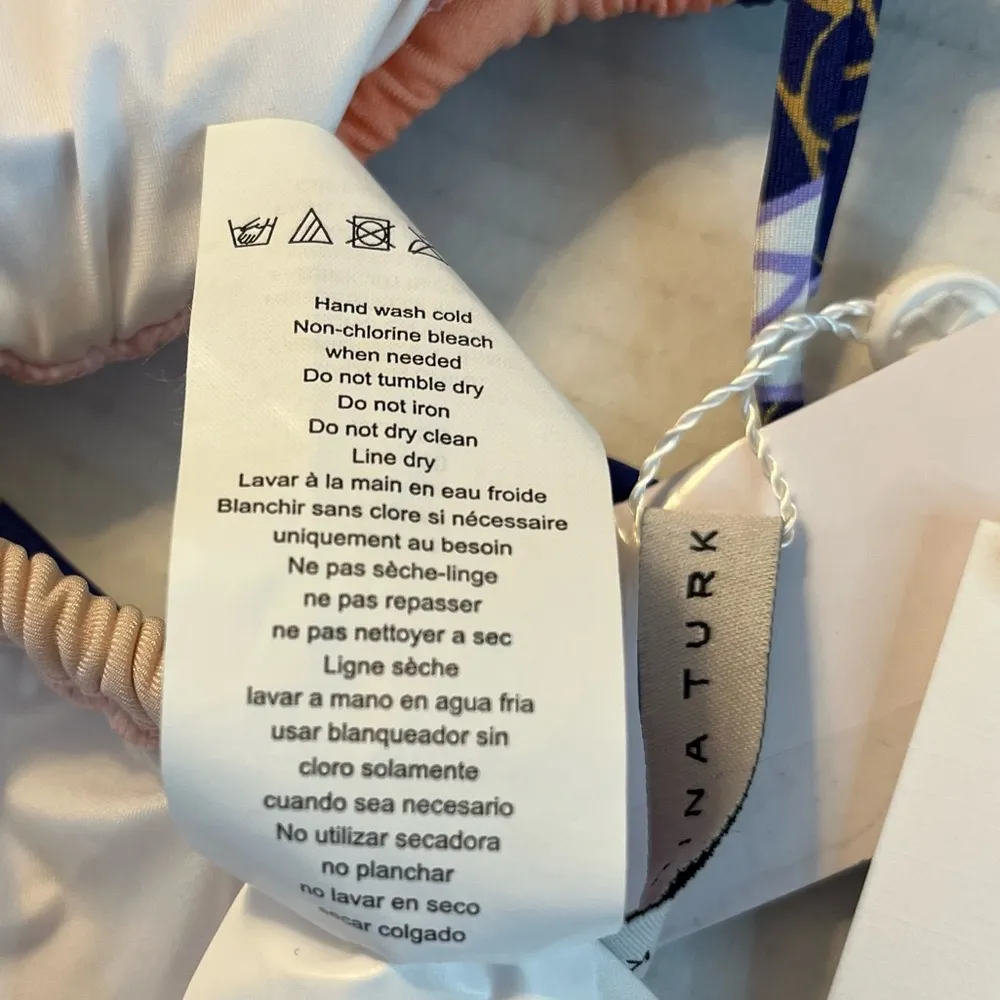 Hand wash cold
Non-chlorine bleach
when needed
Do not tumble dry
Do not iron
Do not dry clean
Line dry
Lavar à la main en eau froide
Blanchir sans clore si nécessaire
uniquement au besoin
Ne pas sèche-linge
ne pas repasser
ne pas nettoyer a sec
Ligne sèche
lavar a mano en agua fria
usar blanqueador sin
cloro solamente
cuando sea necesario
No utilizar secadora
no planchar
no lavar en seco
secar colgado
INA TURK